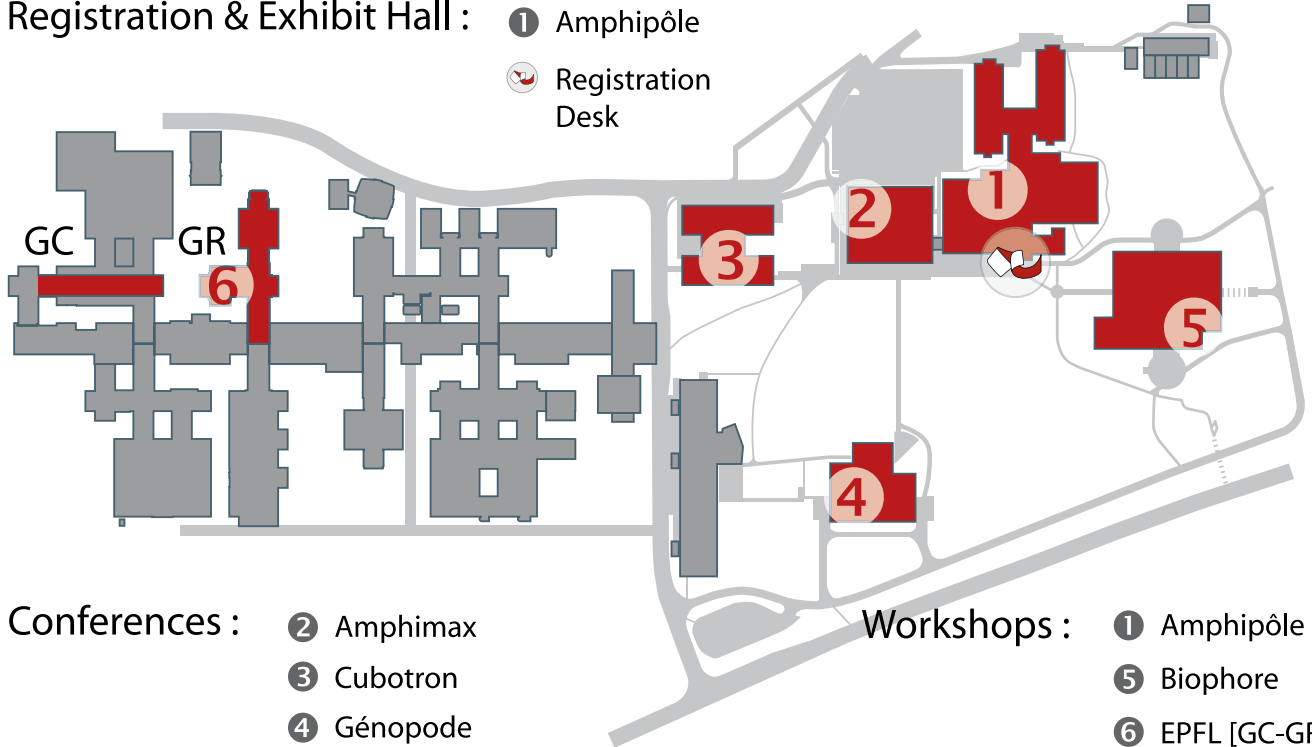 Registration & Exhibit Hall :
1 Amphipôle
Registration
Desk
GC
GR
6
3
2
1
5
4
Conferences :
2 Amphimax
3 Cubotron
4 Génopode
Workshops :
1 Amphipôle
5 Biophore
6 EPFL [GC-GR